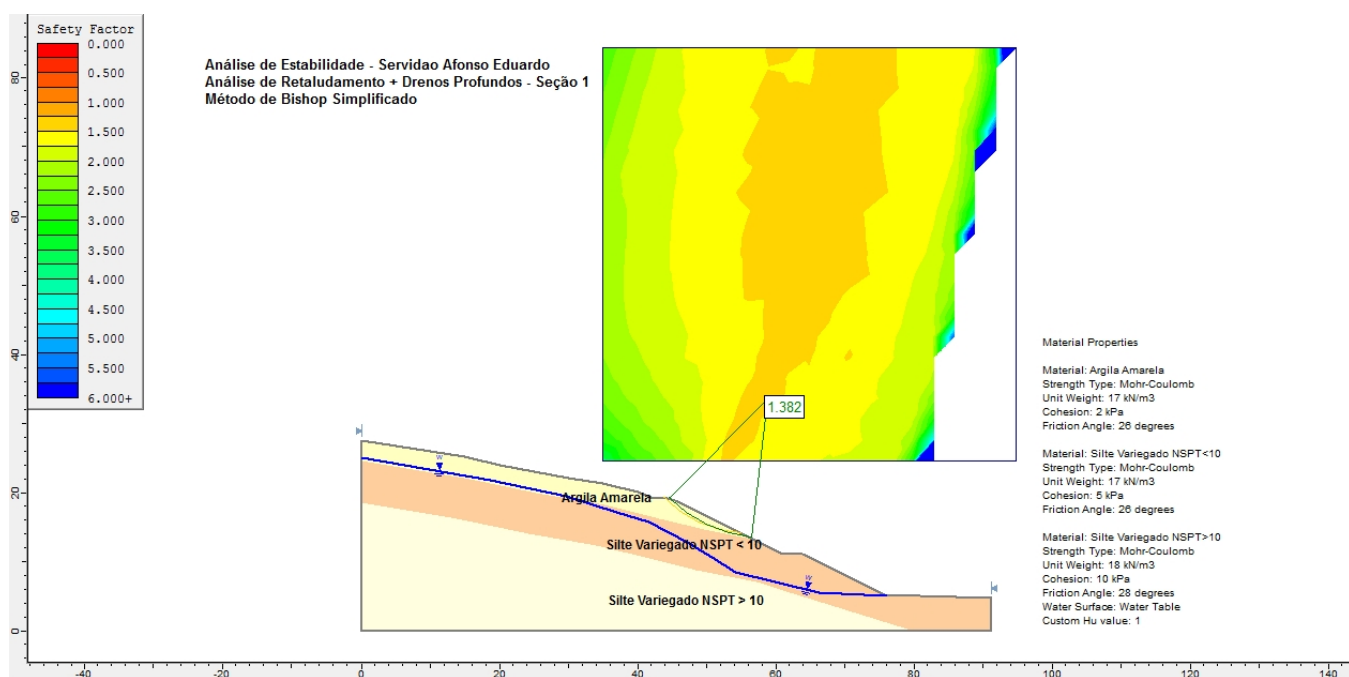 Safety Factor
0.000
0.500
1.000
1.500
2.000
2.500
3.000
3.500
4.000
4.500
5.000
5.500
6.000+
Análise de Estabilidade - Servidao Afonso Eduardo
Análise de Retaludamento + Drenos Profundos - Seção 1
Método de Bishop Simplificado
1.382
W
Argila Amarela
Silte Variegado NSPT < 10
W
Silte Variegado NSPT > 10
Material Properties
Material: Argila Amarela
Strength Type: Mohr-Coulomb
Unit Weight: 17 kN/m3
Cohesion: 2 kPa
Friction Angle: 26 degrees
Material: Silte Variegado NSPT<10
Strength Type: Mohr-Coulomb
Unit Weight: 17 kN/m3
Cohesion: 5 kPa
Friction Angle: 26 degrees
Material: Silte Variegado NSPT>10
Strength Type: Mohr-Coulomb
Unit Weight: 18 kN/m3
Cohesion: 10 kPa
Friction Angle: 28 degrees
Water Surface: Water Table
Custom Hu value: 1
80
60
40
20
0
-40 -20 0 20 40 60 80 100 120 140